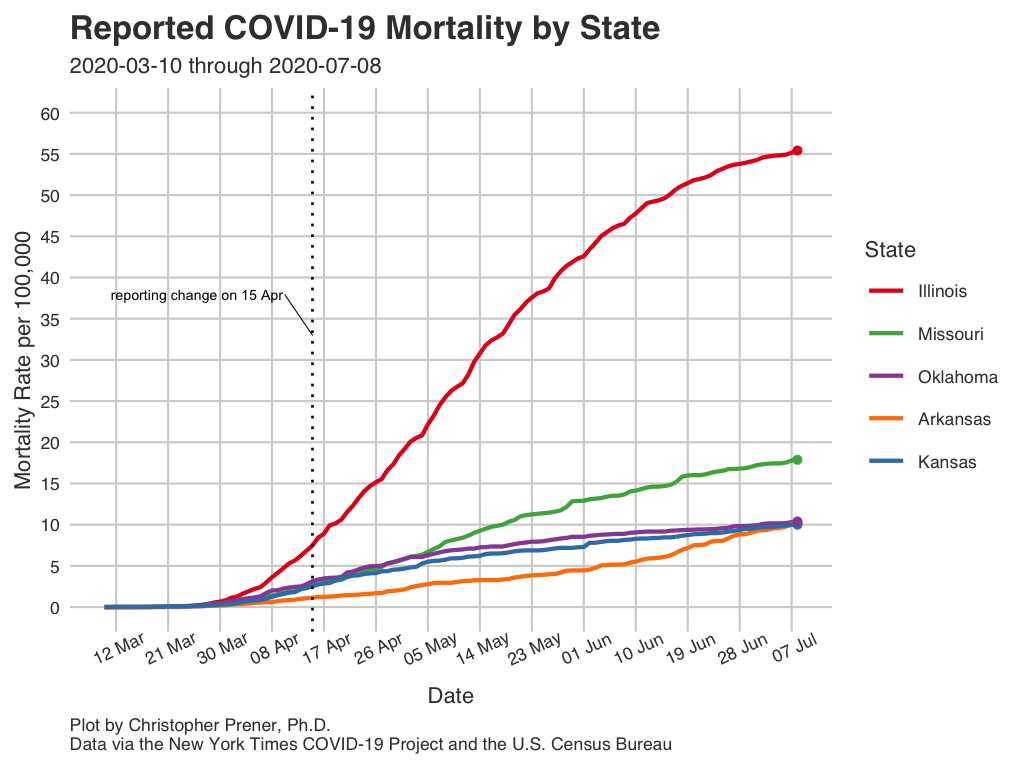 Reported COVID-19 Mortality by State
2020-03-10 through 2020-07-08
Mortality Rate per 100,000
60
55
50
45
40
35
30
25
20
15
10
5
0
reporting change on 15 Apr
12 Mar
21 Mar
30 Mar
08 Apr
17 Apr
26 Apr
05 May
14 May
23 May
01 Jun
10 Jun
19 Jun
28 Jun
07 Jul
Date
State
Illinois
Missouri
Oklahoma
Arkansas
Kansas
Plot by Christopher Prener, Ph.D.
Data via the New York Times COVID-19 Project and the U.S. Census Bureau